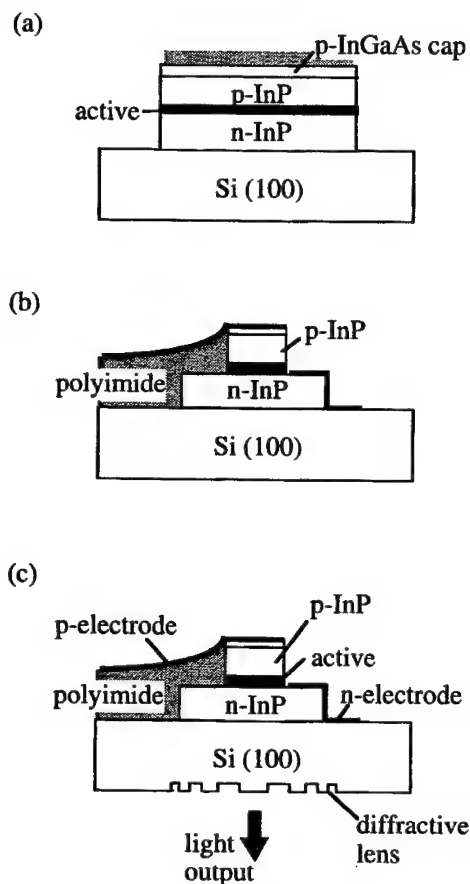 (a)
p-InGaAs cap
p-InP
active
n-InP
Si (100)
(b)
p-InP
polyimide
n-InP
Si (100)
(c)
p-electrode
p-InP
active
polyimide
n-InP
n-electrode
Si (100)
light
output
diffractive
lens